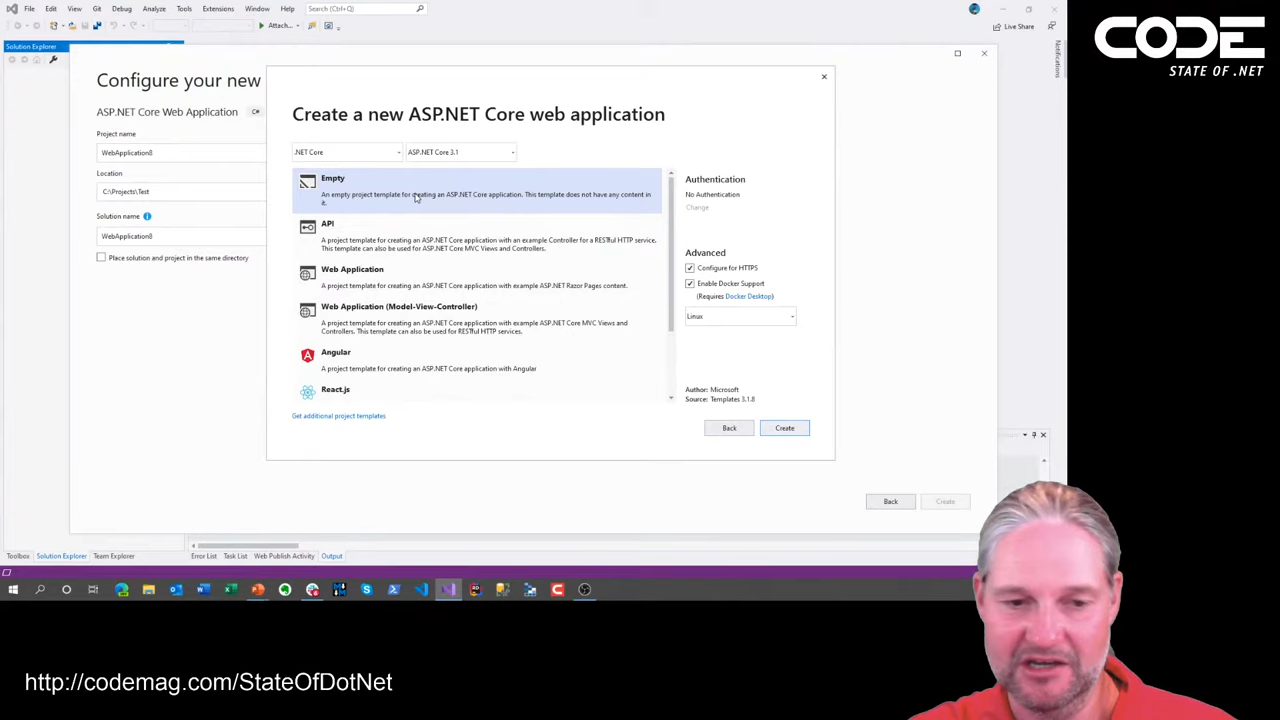 File Edit View Git Debug Analyze Tools Extensions Window Help Search (Ctrl+Q)
Attach...
Live Share
CODE
STATE OF .NET
Solution Explorer
Notifications
Configure your new
ASP.NET Core Web Application C#
Project name
WebApplication8
Location
C:\Projects\Test
Solution name
WebApplication8
Place solution and project in the same directory
Create a new ASP.NET Core web application
.NET Core ASP.NET Core 3.1
Empty
An empty project template for creating an ASP.NET Core application. This template does not have any content in
it.
API
A project template for creating an ASP.NET Core application with an example Controller for a RESTful HTTP service.
This template can also be used for ASP.NET Core MVC Views and Controllers.
Web Application
A project template for creating an ASP.NET Core application with example ASP.NET Razor Pages content.
Web Application (Model-View-Controller)
A project template for creating an ASP.NET Core application with example ASP.NET Core MVC Views and
Controllers. This template can also be used for RESTful HTTP services.
Angular
A project template for creating an ASP.NET Core application with Angular
React.js
Get additional project templates
Authentication
No Authentication
Change
Advanced
Configure for HTTPS
Enable Docker Support
(Requires Docker Desktop)
Linux
Author: Microsoft
Source: Templates 3.1.8
Back Create
Back Create
Toolbox Solution Explorer Team Explorer Error List Task List Web Publish Activity Output
http://codemag.com/StateOfDotNet